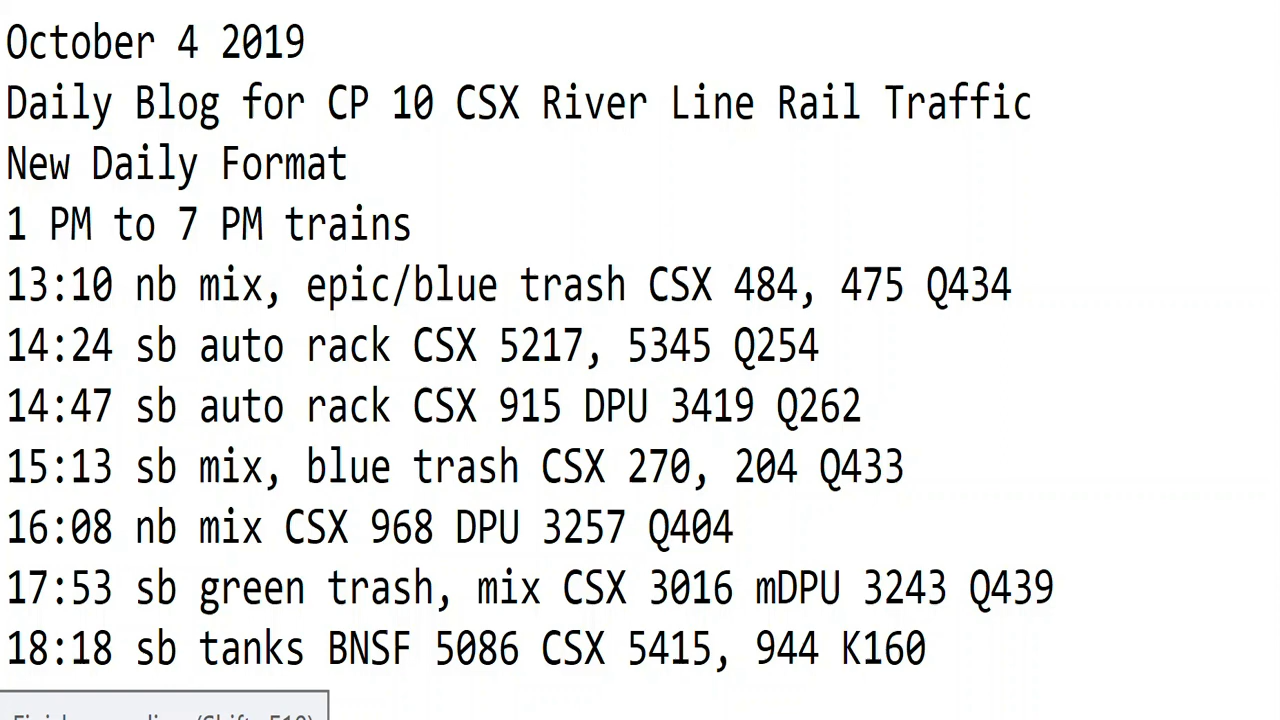 October 4 2019
Daily Blog for CP 10 CSX River Line Rail Traffic
New Daily Format
1 PM to 7 PM trains
13:10 nb mix, epic/blue trash CSX 484, 475 Q434
14:24 sb auto rack CSX 5217, 5345 Q254
14:47 sb auto rack CSX 915 DPU 3419 Q262
15:13 sb mix, blue trash CSX 270, 204 Q433
16:08 nb mix CSX 968 DPU 3257 Q404
17:53 sb green trash, mix CSX 3016 mDPU 3243 Q439
18:18 sb tanks BNSF 5086 CSX 5415, 944 K160